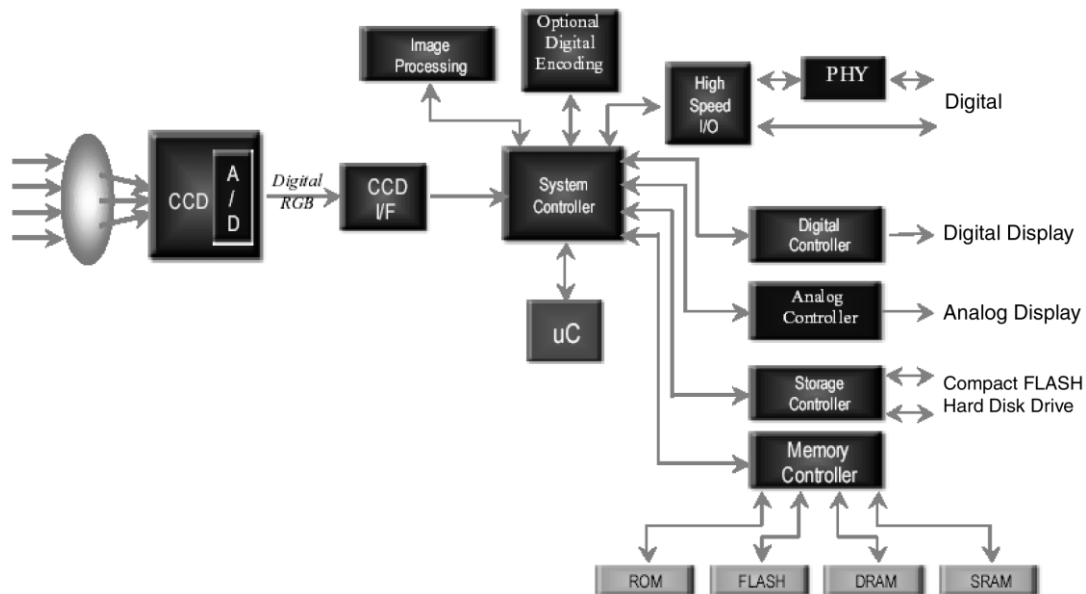 Image
Processing
Optional
Digital
Encoding
High
Speed
I/O
PHY
Digital
CCD
A
/
D
Digital
RGB
CCD
I/F
System
Controller
uC
Digital
Controller
Digital Display
Analog
Controller
Analog Display
Storage
Controller
Compact FLASH
Hard Disk Drive
Memory
Controller
ROM
FLASH
DRAM
SRAM